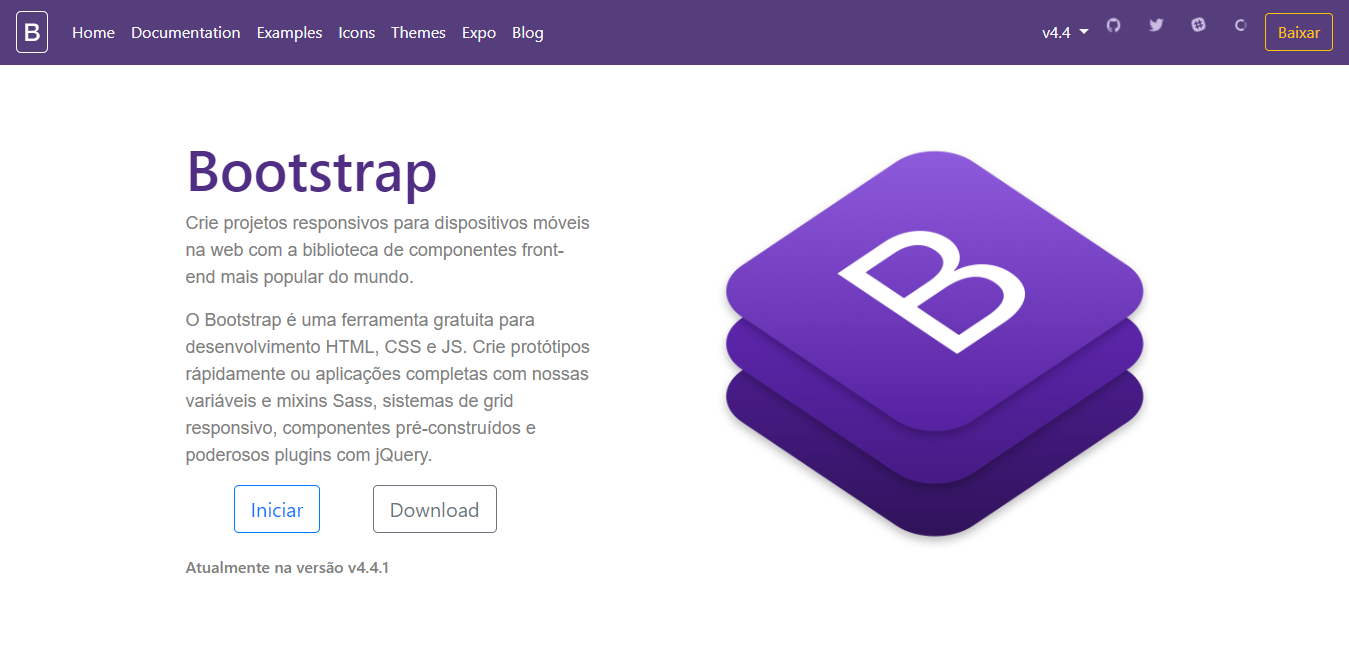 B Home Documentation Examples Icons Themes Expo Blog v4.4 Baixar
Bootstrap
Crie projetos responsivos para dispositivos móveis
na web com a biblioteca de componentes front-
end mais popular do mundo.
O Bootstrap é uma ferramenta gratuita para
desenvolvimento HTML, CSS e JS. Crie protótipos
rápidamente ou aplicações completas com nossas
variáveis e mixins Sass, sistemas de grid
responsivo, componentes pré-construídos e
poderosos plugins com jQuery.
Iniciar Download
Atualmente na versão v4.4.1
B